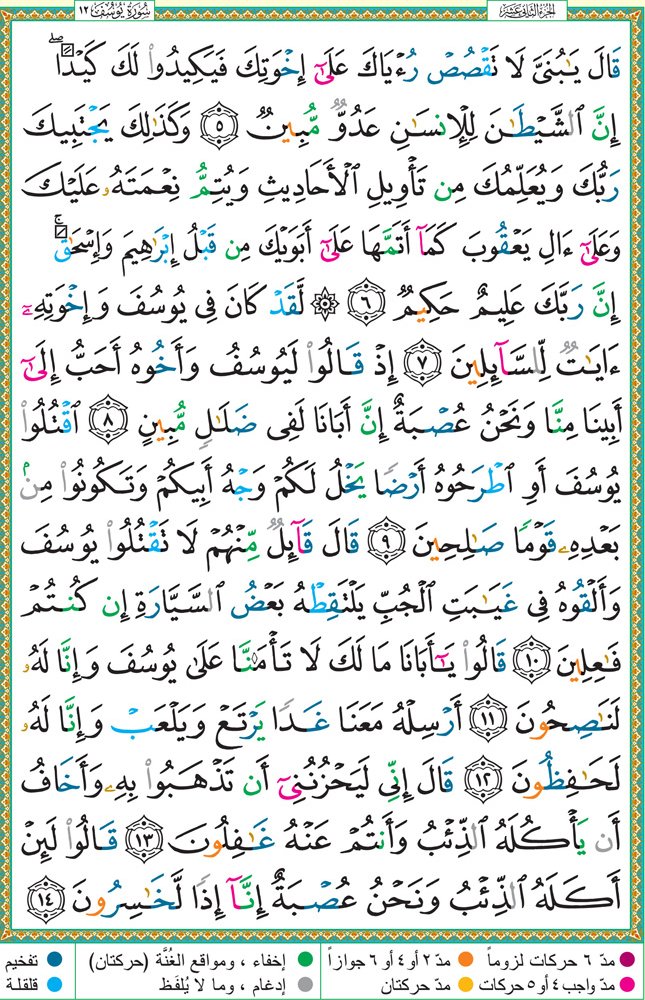 الجزء الثاني عشر سورة يوسف ١٢
قَالَ يَٰبُنَىَّ لَا تَقۡصُصۡ رُءۡيَاكَ عَلَىٰٓ إِخۡوَتِكَ فَيَكِيدُواْ لَكَ كَيۡدًاۖ
إِنَّ ٱلشَّيۡطَٰنَ لِلۡإِنسَٰنِ عَدُوّٞ مُّبِينٞ ٥ وَكَذَٰلِكَ يَجۡتَبِيكَ
رَبُّكَ وَيُعَلِّمُكَ مِن تَأۡوِيلِ ٱلۡأَحَادِيثِ وَيُتِمُّ نِعۡمَتَهُۥ عَلَيۡكَ
وَعَلَىٰٓ ءَالِ يَعۡقُوبَ كَمَآ أَتَمَّهَا عَلَىٰٓ أَبَوَيۡكَ مِن قَبۡلُ إِبۡرَٰهِيمَ وَإِسۡحَٰقَۚ
إِنَّ رَبَّكَ عَلِيمٌ حَكِيمٞ ٦ ۞ لَّقَدۡ كَانَ فِى يُوسُفَ وَإِخۡوَتِهِۦٓ
ءَايَٰتٞ لِّلسَّآئِلِينَ ٧ إِذۡ قَالُواْ لَيُوسُفُ وَأَخُوهُ أَحَبُّ إِلَىٰٓ
أَبِينَا مِنَّا وَنَحۡنُ عُصۡبَةٌ إِنَّ أَبَانَا لَفِى ضَلَٰلٖ مُّبِينٍ ٨ ٱقۡتُلُواْ
يُوسُفَ أَوِ ٱطۡرَحُوهُ أَرۡضٗا يَخۡلُ لَكُمۡ وَجۡهُ أَبِيكُمۡ وَتَكُونُواْ مِنۢ
بَعۡدِهِۦ قَوۡمٗا صَٰلِحِينَ ٩ قَالَ قَآئِلٞ مِّنۡهُمۡ لَا تَقۡتُلُواْ يُوسُفَ
وَأَلۡقُوهُ فِى غَيَٰبَتِ ٱلۡجُبِّ يَلۡتَقِطۡهُ بَعۡضُ ٱلسَّيَّارَةِ إِن كُنتُمۡ
فَٰعِلِينَ ١٠ قَالُواْ يَٰٓأَبَانَا مَا لَكَ لَا تَأۡمَ۬نَّا عَلَىٰ يُوسُفَ وَإِنَّا لَهُۥ
لَنَٰصِحُونَ ١١ أَرۡسِلۡهُ مَعَنَا غَدٗا يَرۡتَعۡ وَيَلۡعَبۡ وَإِنَّا لَهُۥ
لَحَٰفِظُونَ ١٢ قَالَ إِنِّى لَيَحۡزُنُنِىٓ أَن تَذۡهَبُواْ بِهِۦ وَأَخَافُ
أَن يَأۡكُلَهُ ٱلذِّئۡبُ وَأَنتُمۡ عَنۡهُ غَٰفِلُونَ ١٣ قَالُواْ لَئِنۡ
أَكَلَهُ ٱلذِّئۡبُ وَنَحۡنُ عُصۡبَةٌ إِنَّآ إِذٗا لَّخَٰسِرُونَ ١٤
مدّ ٦ حركات لزوماً مدّ ٢ أو ٤ أو ٦ جوازاً إخفاء ، ومواقع الغُنَّة (حركتان) تفخيم
مدّ واجب ٤ أو ٥ حركات مدّ حركتان إدغام ، وما لا يُلفَظ قلقلة